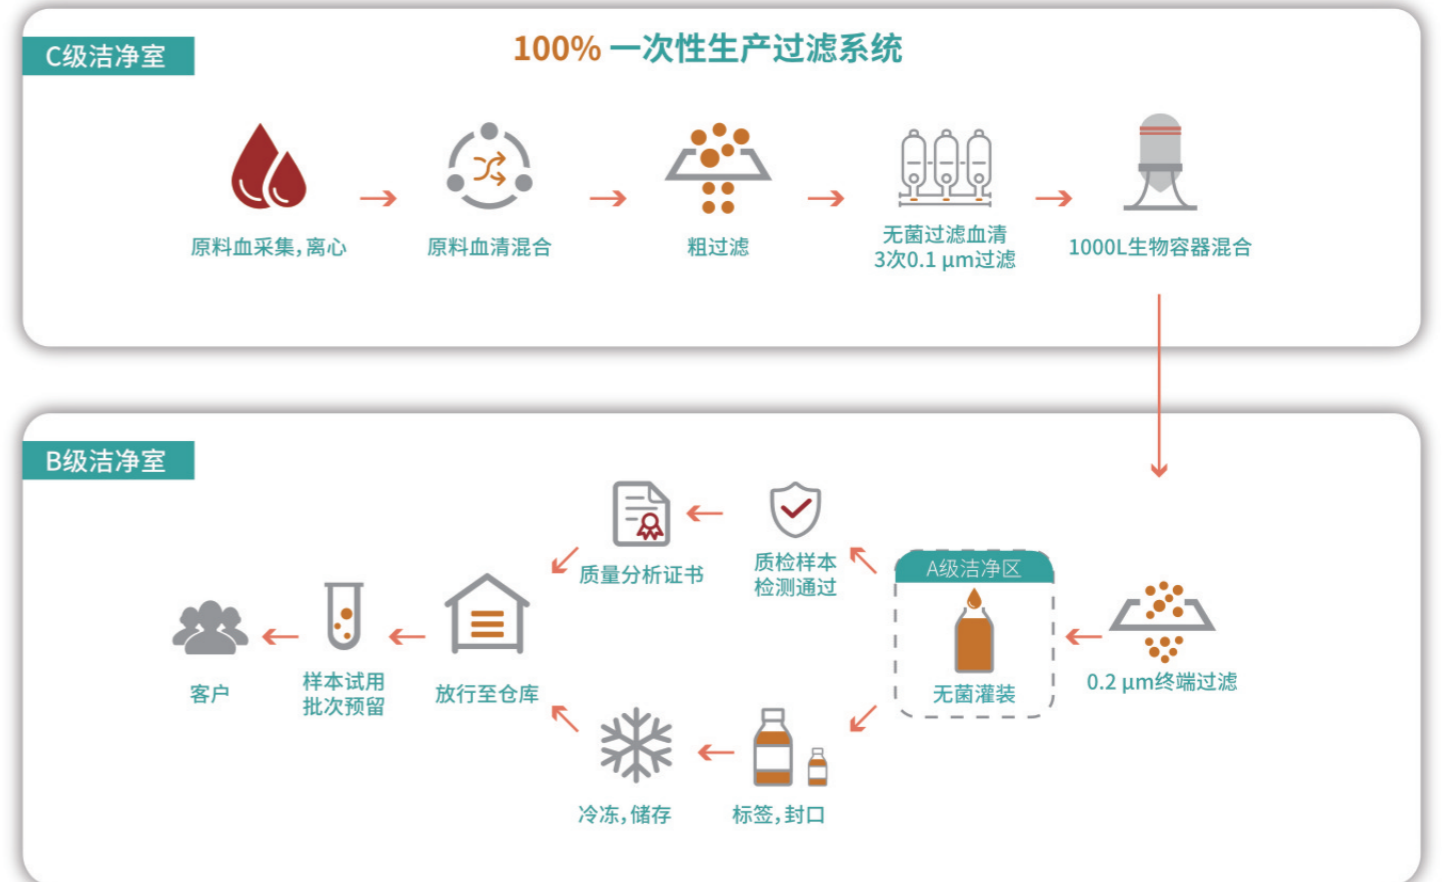 C级洁净室
100% 一次性生产过滤系统
原料血采集,离心
原料血清混合
粗过滤
无菌过滤血清
3次0.1 μm过滤
1000L生物容器混合
B级洁净室
A级洁净区
0.2 μm终端过滤
无菌灌装
质检样本
检测通过
质量分析证书
标签,封口
冷冻,储存
放行至仓库
样本试用
批次预留
客户